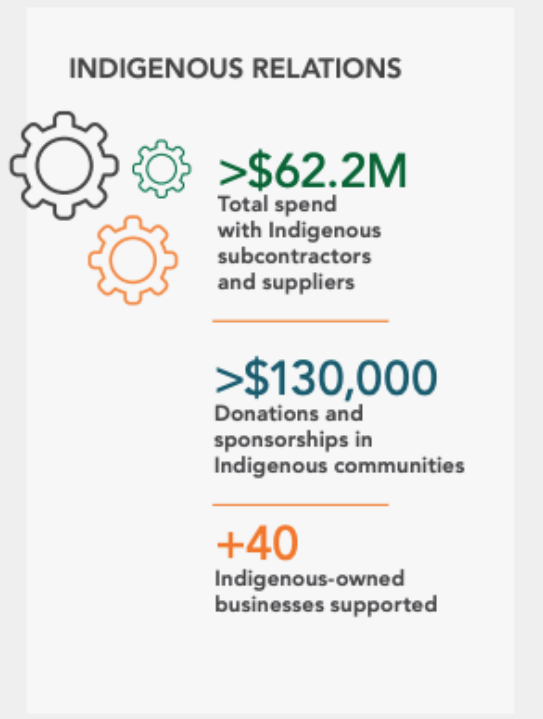 INDIGENOUS RELATIONS
>$62.2M
Total spend
with Indigenous
subcontractors
and suppliers
>$130,000
Donations and
sponsorships in
Indigenous communities
+40
Indigenous-owned
businesses supported